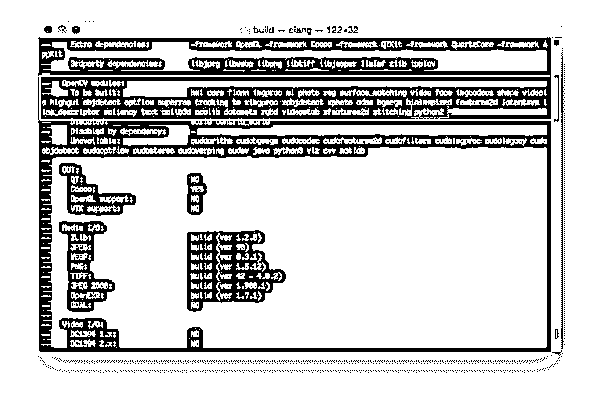 build — clang — 122×32
-- Extra dependencies: -framework OpenGL -framework Cocoa -framework QTKit -framework QuartzCore -framework A
ppKit
-- 3rdparty dependencies: libjpeg libwebp libpng libtiff libjasper IlmImf zlib ippicv
-- OpenCV modules:
-- To be built: hal core flann imgproc ml photo reg surface_matching video face imgcodecs shape videoi
o highgui objdetect optflow superres tracking ts ximgproc xobjdetect xphoto adas bgsegm bioinspired features2d latentsvm l
ine_descriptor saliency text calib3d ccalib datasets rgbd videostab xfeatures2d stitching python2
-- Disabled: world contrib_world
-- Disabled by dependency: -
-- Unavailable: cudaarithm cudabgsegm cudacodec cudafeatures2d cudafilters cudaimgproc cudalegacy cuda
objdetect cudaoptflow cudastereo cudawarping cudev java python3 viz cvv matlab
-- GUI:
-- QT: NO
-- Cocoa: YES
-- OpenGL support: NO
-- VTK support: NO
-- Media I/O:
-- ZLib: build (ver 1.2.8)
-- JPEG: build (ver 90)
-- WEBP: build (ver 0.3.1)
-- PNG: build (ver 1.5.12)
-- TIFF: build (ver 42 - 4.0.2)
-- JPEG 2000: build (ver 1.900.1)
-- OpenEXR: build (ver 1.7.1)
-- GDAL: NO
-- Video I/O:
-- DC1394 1.x: NO
-- DC1394 2.x: NO